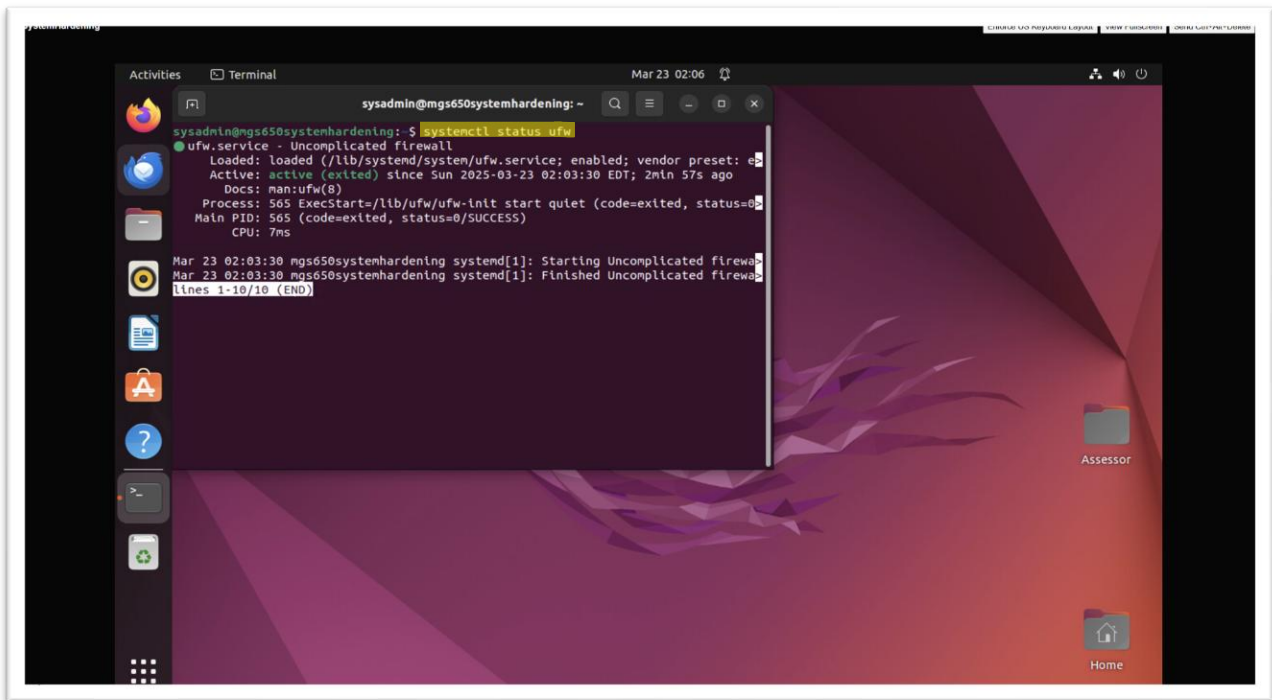 systemHardening
Enforce US Keyboard Layout View Fullscreen Send Ctrl+Alt+Delete
Activities Terminal Mar 23 02:06
sysadmin@mgs650systemhardening: ~
sysadmin@mgs650systemhardening:~$ systemctl status ufw
ufw.service - Uncomplicated firewall
Loaded: loaded (/lib/systemd/system/ufw.service; enabled; vendor preset: e>
Active: active (exited) since Sun 2025-03-23 02:03:30 EDT; 2min 57s ago
Docs: man:ufw(8)
Process: 565 ExecStart=/lib/ufw/ufw-init start quiet (code=exited, status=0>
Main PID: 565 (code=exited, status=0/SUCCESS)
CPU: 7ms
Mar 23 02:03:30 mgs650systemhardening systemd[1]: Starting Uncomplicated firewa>
Mar 23 02:03:30 mgs650systemhardening systemd[1]: Finished Uncomplicated firewa>
lines 1-10/10 (END)
Assessor
Home